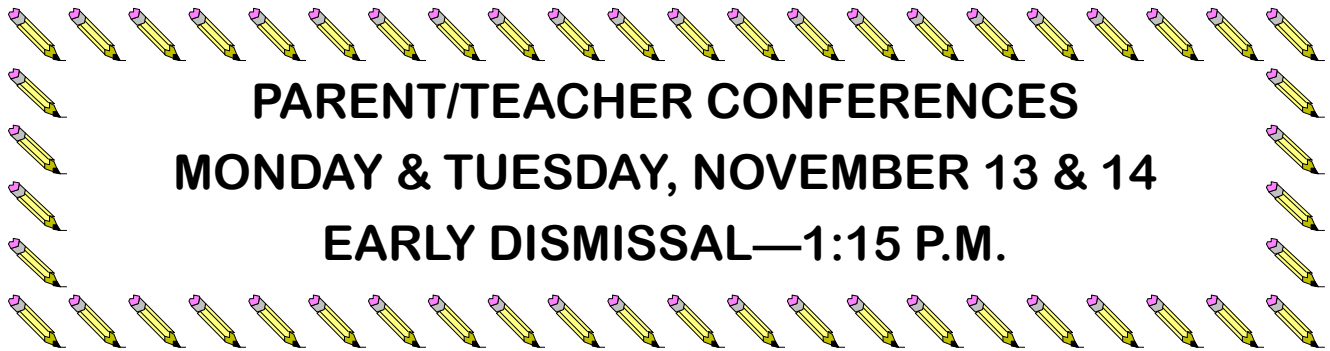 PARENT/TEACHER CONFERENCES
MONDAY & TUESDAY, NOVEMBER 13 & 14
EARLY DISMISSAL—1:15 P.M.